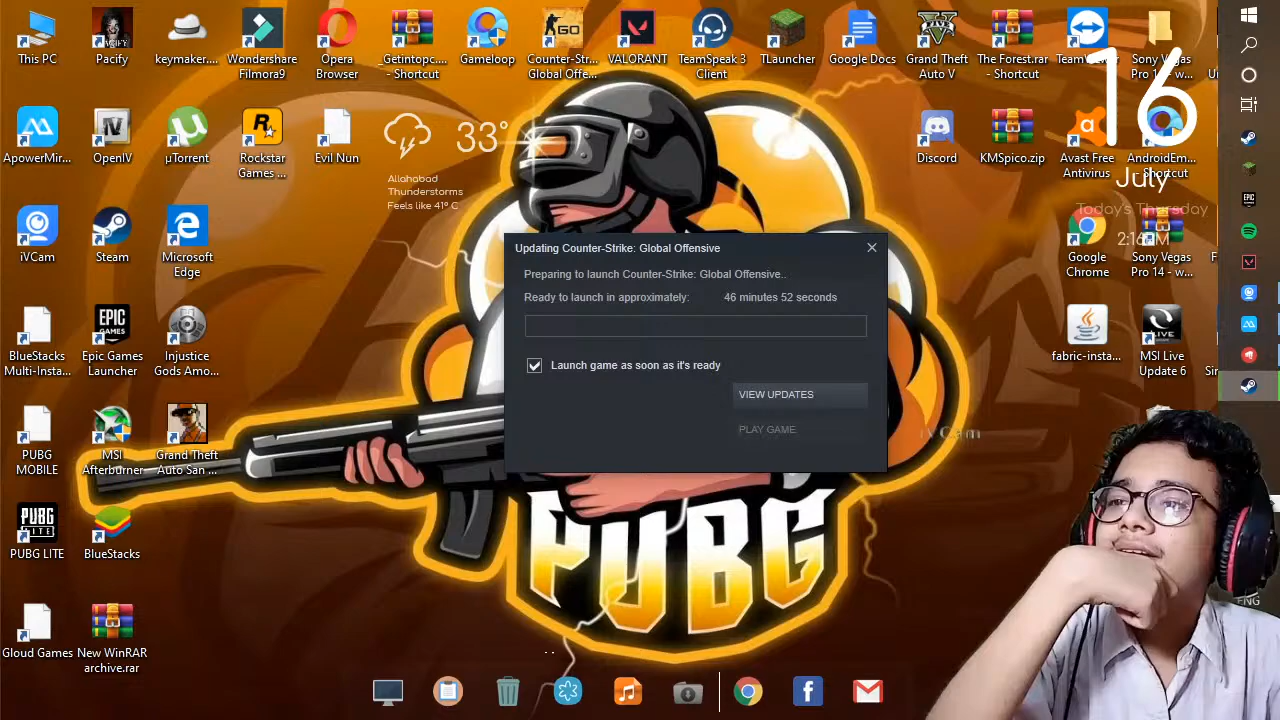 This PC
Pacify
keymaker....
Wondershare
Filmora9
Opera
Browser
_Getintopc....
- Shortcut
Gameloop
Counter-Str...
Global Offe...
VALORANT
TeamSpeak 3
Client
TLauncher
Google Docs
Grand Theft
Auto V
The Forest.rar
- Shortcut
Sony Vegas
Pro 14 - w...
16
July
Today's Thursday
ApowerMir...
OpenIV
µTorrent
Rockstar
Games ...
Evil Nun
33°
Allahabad
Thunderstorms
Feels like 41° C
Discord
KMSpico.zip
Avast Free
Antivirus
AndroidEm...
Shortcut
iVCam
Steam
Microsoft
Edge
Google
Chrome
Sony Vegas
Pro 14 - w...
Updating Counter-Strike: Global Offensive
Preparing to launch Counter-Strike: Global Offensive..
Ready to launch in approximately: 46 minutes 52 seconds
Launch game as soon as it's ready
VIEW UPDATES
PLAY GAME
BlueStacks
Multi-Insta...
EPIC
GAMES
Epic Games
Launcher
Injustice
Gods Amo...
fabric-insta...
MSI Live
Update 6
PUBG
MOBILE
MSI
Afterburner
Grand Theft
Auto San ...
iVCam
PUBG
LITE
PUBG LITE
BlueStacks
PUBG
ENG
Gloud Games
New WinRAR
archive.rar